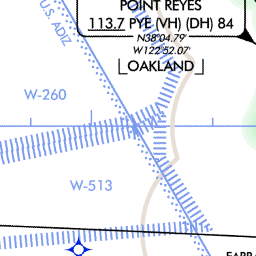 U.S. ADIZ
POINT REYES
113.7 PYE (VH) (DH) 84
N38°04.79'
W122°52.07'
OAKLAND
W-260
W-513